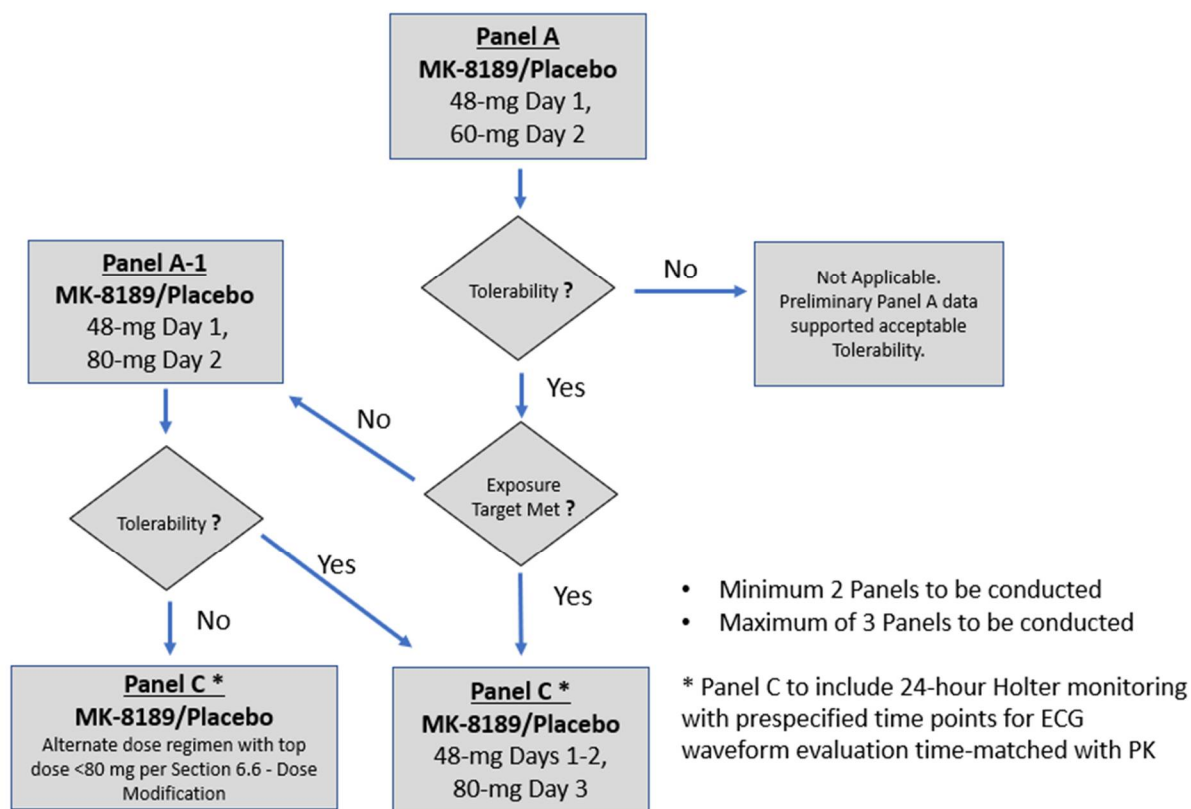 Panel A
MK-8189/Placebo
48-mg Day 1,
60-mg Day 2
Tolerability ?
No
Not Applicable.
Preliminary Panel A data
supported acceptable
Tolerability.
Yes
Exposure
Target Met ?
No
Panel A-1
MK-8189/Placebo
48-mg Day 1,
80-mg Day 2
Tolerability ?
Yes
No
Yes
Panel C *
MK-8189/Placebo
Alternate dose regimen with top
dose <80 mg per Section 6.6 - Dose
Modification
Panel C *
MK-8189/Placebo
48-mg Days 1-2,
80-mg Day 3
• Minimum 2 Panels to be conducted
• Maximum of 3 Panels to be conducted
* Panel C to include 24-hour Holter monitoring
with prespecified time points for ECG
waveform evaluation time-matched with PK